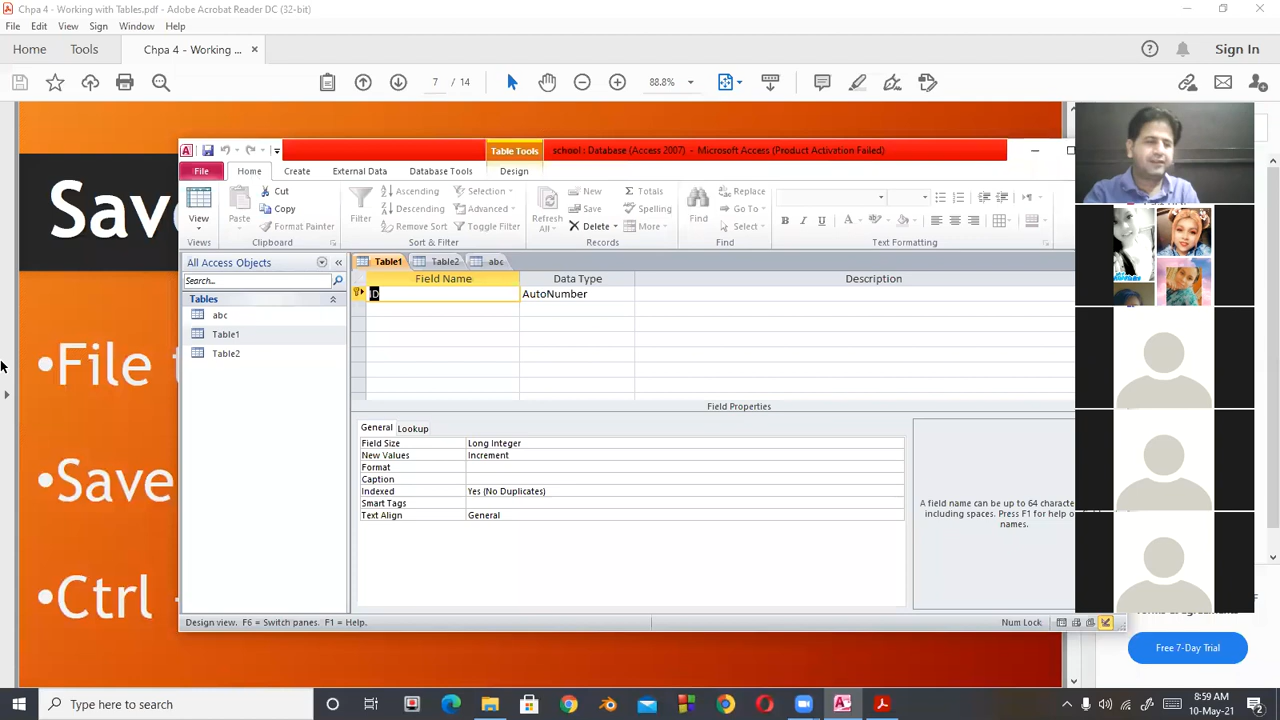 Chpa 4 - Working with Tables.pdf - Adobe Acrobat Reader DC (32-bit)
File Edit View Sign Window Help
Home Tools Chpa 4 - Working ... × Sign In
7 / 14 88.8%
Table Tools school : Database (Access 2007) - Microsoft Access (Product Activation Failed)
File Home Create External Data Database Tools Design
View Paste Cut Copy Format Painter Filter Ascending Descending Remove Sort Selection Advanced Toggle Filter Refresh All New Save Delete Totals Spelling More Find Replace Go To Select
Views Clipboard Sort & Filter Records Find Text Formatting
All Access Objects
Search...
Tables
abc
Table1
Table2
Table1 Table2 abc
Field Name Data Type Description
ID AutoNumber
Field Properties
General Lookup
Field Size Long Integer
New Values Increment
Format
Caption
Indexed Yes (No Duplicates)
Smart Tags
Text Align General
A field name can be up to 64 characte
including spaces. Press F1 for help o
names.
Design view. F6 = Switch panes. F1 = Help. Num Lock
Sav
•File t
•Save
•Ctrl
Free 7-Day Trial
Type here to search
8:59 AM
10-May-21